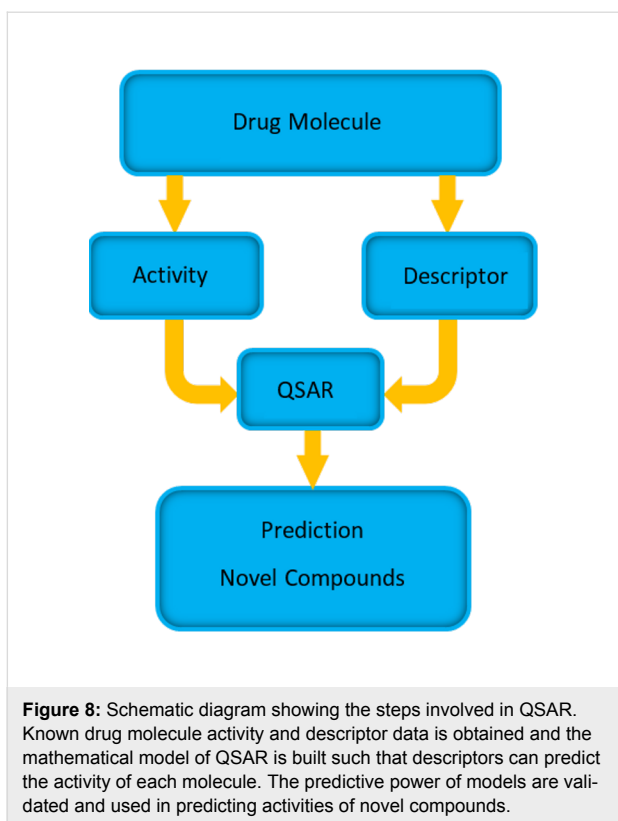 Drug Molecule
Activity
Descriptor
QSAR
Prediction
Novel Compounds
Figure 8: Schematic diagram showing the steps involved in QSAR.
Known drug molecule activity and descriptor data is obtained and the
mathematical model of QSAR is built such that descriptors can predict
the activity of each molecule. The predictive power of models are vali-
dated and used in predicting activities of novel compounds.